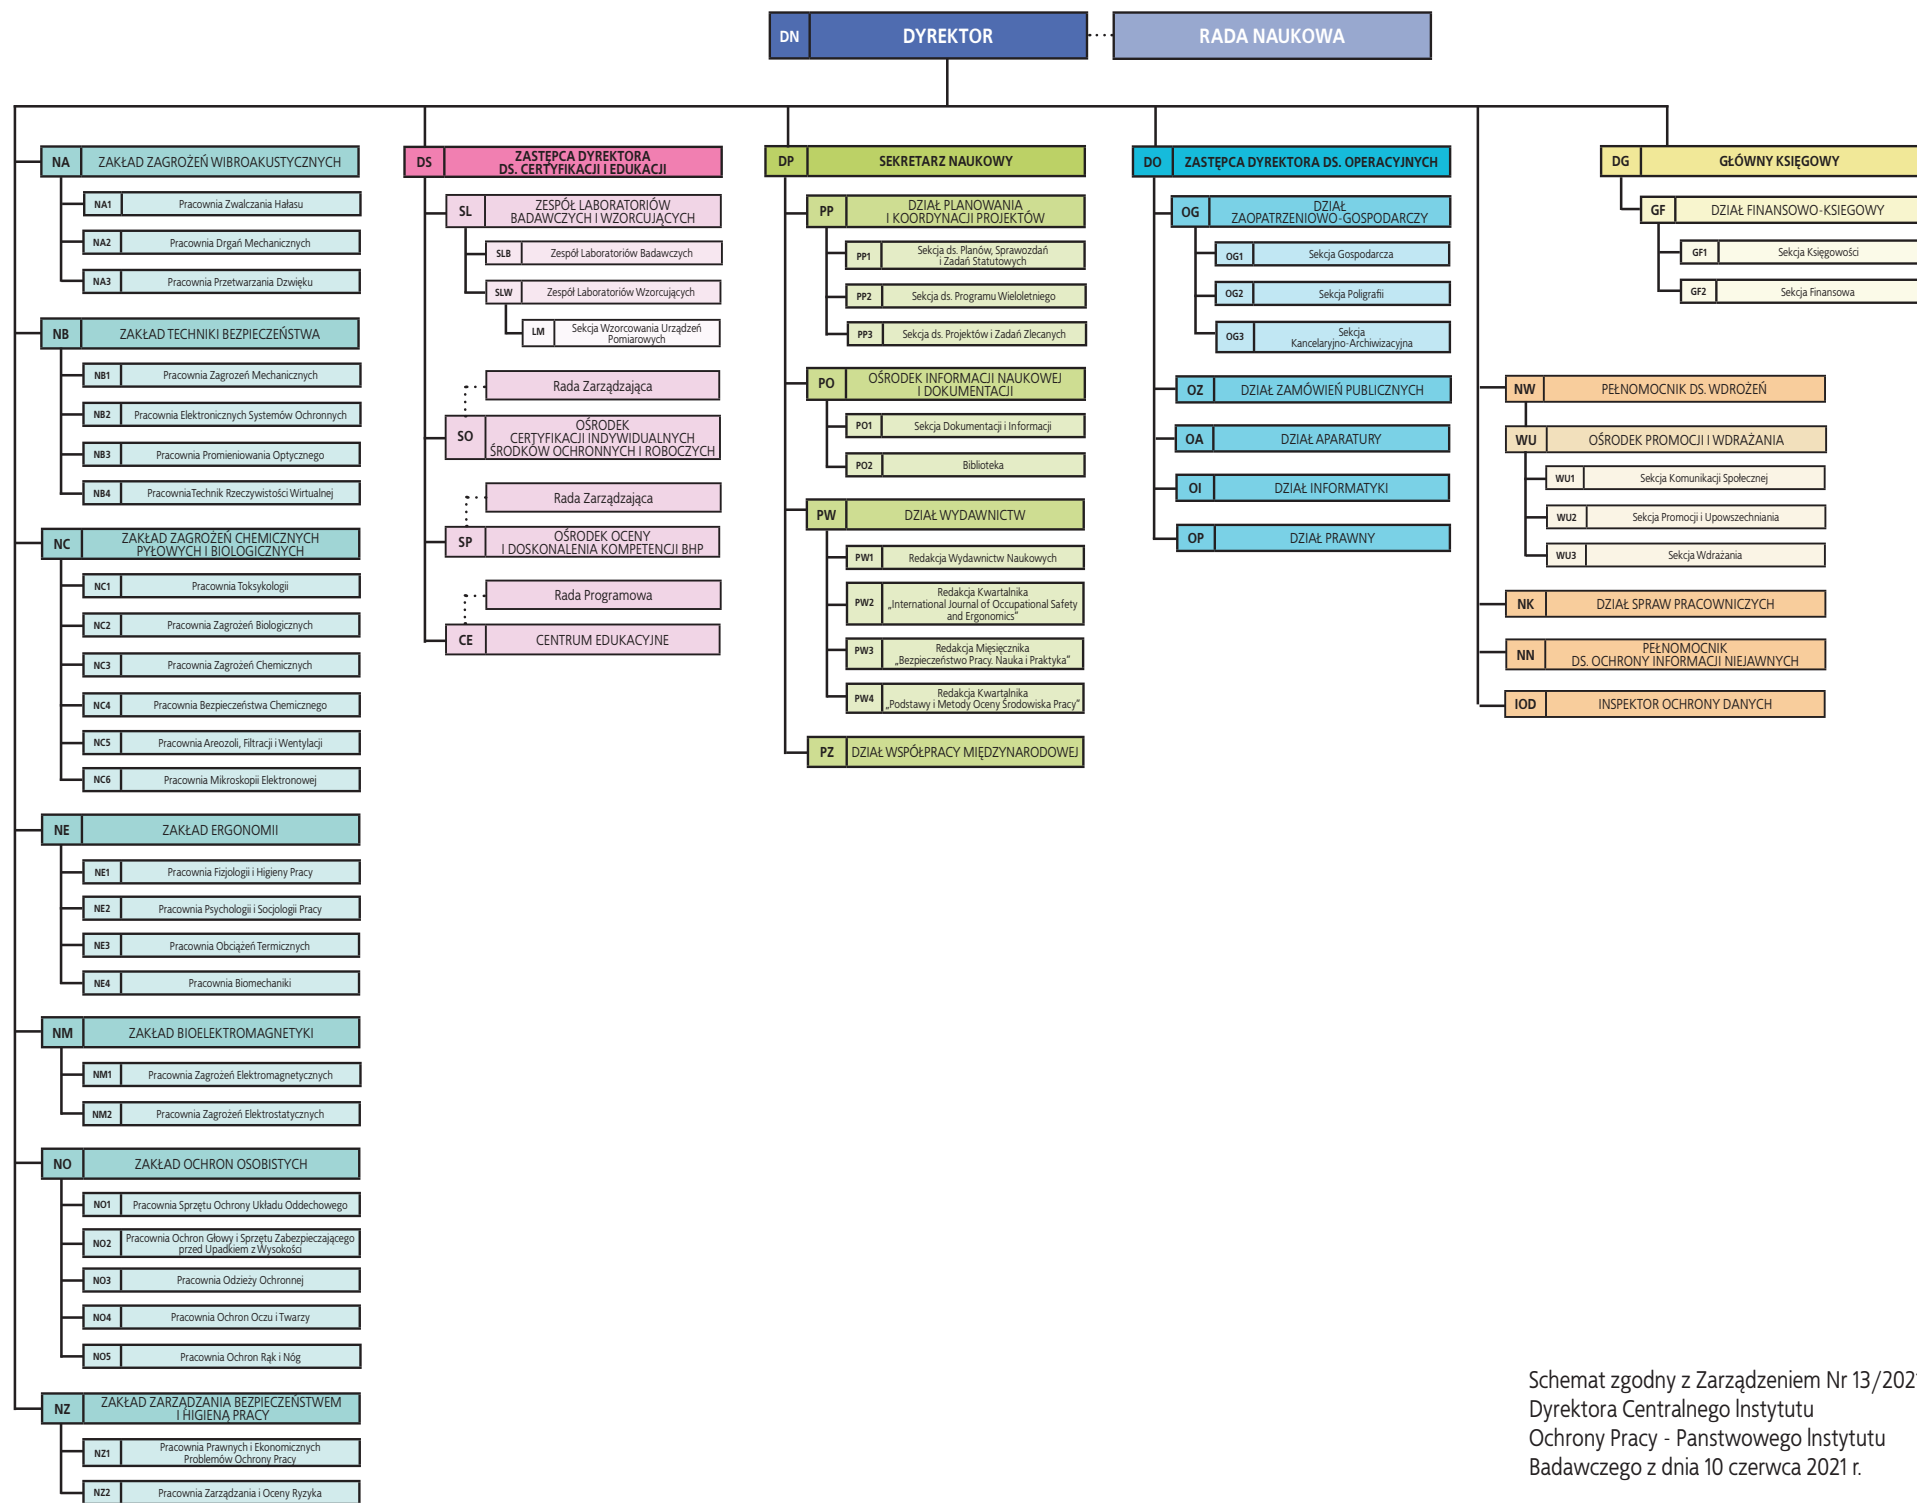 DN DYREKTOR
RADA NAUKOWA
NA ZAKŁAD ZAGROŻEŃ WIBROAKUSTYCZNYCH
NA1 Pracownia Zwalczania Hałasu
NA2 Pracownia Drgań Mechanicznych
NA3 Pracownia Przetwarzania Dzwięku
NB ZAKŁAD TECHNIKI BEZPIECZEŃSTWA
NB1 Pracownia Zagrozeń Mechanicznych
NB2 Pracownia Elektronicznych Systemów Ochronnych
NB3 Pracownia Promieniowania Optycznego
NB4 PracowniaTechnik Rzeczywistości Wirtualnej
NC ZAKŁAD ZAGROŻEŃ CHEMICZNYCH
PYŁOWYCH I BIOLOGICZNYCH
NC1 Pracownia Toksykologii
NC2 Pracownia Zagrożeń Biologicznych
NC3 Pracownia Zagrożeń Chemicznych
NC4 Pracownia Bezpieczeństwa Chemicznego
NC5 Pracownia Areozoli, Filtracji i Wentylacji
NC6 Pracownia Mikroskopii Elektronowej
NE ZAKŁAD ERGONOMII
NE1 Pracownia Fizjologii i Higieny Pracy
NE2 Pracownia Psychologii i Socjologii Pracy
NE3 Pracownia Obciążeń Termicznych
NE4 Pracownia Biomechaniki
NM ZAKŁAD BIOELEKTROMAGNETYKI
NM1 Pracownia Zagrożeń Elektromagnetycznych
NM2 Pracownia Zagrożeń Elektrostatycznych
NO ZAKŁAD OCHRON OSOBISTYCH
NO1 Pracownia Sprzętu Ochrony Układu Oddechowego
NO2 Pracownia Ochron Głowy i Sprzętu Zabezpieczającego
przed Upadkiem z Wysokości
NO3 Pracownia Odzieży Ochronnej
NO4 Pracownia Ochron Oczu i Twarzy
NO5 Pracownia Ochron Rąk i Nóg
NZ ZAKŁAD ZARZĄDZANIA BEZPIECZEŃSTWEM
I HIGIENĄ PRACY
NZ1 Pracownia Prawnych i Ekonomicznych
Problemów Ochrony Pracy
NZ2 Pracownia Zarządzania i Oceny Ryzyka
DS ZASTĘPCA DYREKTORA
DS. CERTYFIKACJI I EDUKACJI
SL ZESPÓŁ LABORATORIÓW
BADAWCZYCH I WZORCUJĄCYCH
SLB Zespół Laboratoriów Badawczych
SLW Zespół Laboratoriów Wzorcujących
LM Sekcja Wzorcowania Urządzeń
Pomiarowych
Rada Zarządzająca
SO OŚRODEK
CERTYFIKACJI INDYWIDUALNYCH
ŚRODKÓW OCHRONNYCH I ROBOCZYCH
Rada Zarządzająca
SP OŚRODEK OCENY
I DOSKONALENIA KOMPETENCJI BHP
Rada Programowa
CE CENTRUM EDUKACYJNE
DP SEKRETARZ NAUKOWY
PP DZIAŁ PLANOWANIA
I KOORDYNACJI PROJEKTÓW
PP1 Sekcja ds. Planów, Sprawozdań
i Zadań Statutowych
PP2 Sekcja ds. Programu Wieloletniego
PP3 Sekcja ds. Projektów i Zadań Zlecanych
PO OŚRODEK INFORMACJI NAUKOWEJ
I DOKUMENTACJI
PO1 Sekcja Dokumentacji i Informacji
PO2 Biblioteka
PW DZIAŁ WYDAWNICTW
PW1 Redakcja Wydawnictw Naukowych
PW2 Redakcja Kwartalnika
„International Journal of Occupational Safety
and Ergonomics“
PW3 Redakcja Mięsięcznika
„Bezpieczeństwo Pracy. Nauka i Praktyka“
PW4 Redakcja Kwartalnika
„Podstawy i Metody Oceny Srodowiska Pracy“
PZ DZIAŁ WSPÓŁPRACY MIĘDZYNARODOWEJ
DO ZASTĘPCA DYREKTORA DS. OPERACYJNYCH
OG DZIAŁ
ZAOPATRZENIOWO-GOSPODARCZY
OG1 Sekcja Gospodarcza
OG2 Sekcja Poligrafii
OG3 Sekcja
Kancelaryjno-Archiwizacyjna
OZ DZIAŁ ZAMÓWIEŃ PUBLICZNYCH
OA DZIAŁ APARATURY
OI DZIAŁ INFORMATYKI
OP DZIAŁ PRAWNY
DG GŁÓWNY KSIĘGOWY
GF DZIAŁ FINANSOWO-KSIEGOWY
GF1 Sekcja Księgowości
GF2 Sekcja Finansowa
NW PEŁNOMOCNIK DS. WDROŻEŃ
WU OŚRODEK PROMOCJI I WDRAŻANIA
WU1 Sekcja Komunikacji Społecznej
WU2 Sekcja Promocji i Upowszechniania
WU3 Sekcja Wdrażania
NK DZIAŁ SPRAW PRACOWNICZYCH
NN PEŁNOMOCNIK
DS. OCHRONY INFORMACJI NIEJAWNYCH
IOD INSPEKTOR OCHRONY DANYCH
Schemat zgodny z Zarządzeniem Nr 13/2021
Dyrektora Centralnego Instytutu
Ochrony Pracy - Panstwowego Instytutu
Badawczego z dnia 10 czerwca 2021 r.